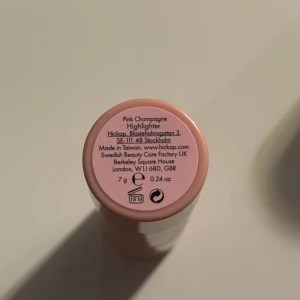 Pink Champagne
Highlighter
Hickap, Blasieholmsgatan 3,
SE-111 48 Stockholm
Made in Taiwan. www.hickap.com
Swedish Beauty Care Factory UK
Berkeley Square House
London, W1J 6BD, GBR
7 g ℮ 0.24 oz
18 M